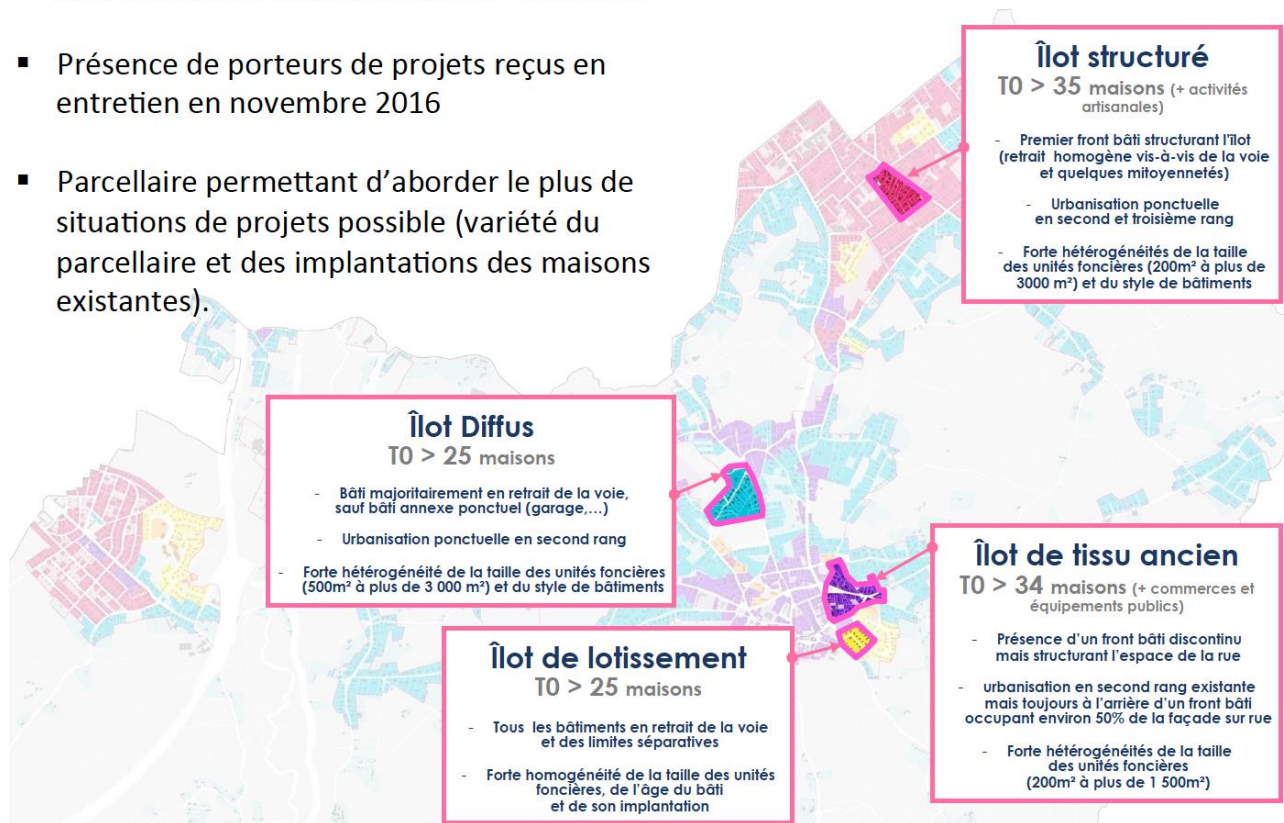 ▪ Présence de porteurs de projets reçus en
entretien en novembre 2016
▪ Parcellaire permettant d'aborder le plus de
situations de projets possible (variété du
parcellaire et des implantations des maisons
existantes).
Îlot structuré
T0 > 35 maisons (+ activités
artisanales)
- Premier front bâti structurant l'îlot
(retrait homogène vis-à-vis de la voie
et quelques mitoyennetés)
- Urbanisation ponctuelle
en second et troisième rang
- Forte hétérogénéités de la taille
des unités foncières (200m² à plus de
3000 m²) et du style de bâtiments
Îlot Diffus
T0 > 25 maisons
- Bâti majoritairement en retrait de la voie,
sauf bâti annexe ponctuel (garage,...)
- Urbanisation ponctuelle en second rang
- Forte hétérogénéité de la taille des unités foncières
(500m² à plus de 3 000 m²) et du style de bâtiments
Îlot de tissu ancien
T0 > 34 maisons (+ commerces et
équipements publics)
- Présence d'un front bâti discontinu
mais structurant l'espace de la rue
- urbanisation en second rang existante
mais toujours à l'arrière d'un front bâti
occupant environ 50% de la façade sur rue
- Forte hétérogénéités de la taille
des unités foncières
(200m² à plus de 1 500m²)
Îlot de lotissement
T0 > 25 maisons
- Tous les bâtiments en retrait de la voie
et des limites séparatives
- Forte homogénéité de la taille des unités
foncières, de l'âge du bâti
et de son implantation